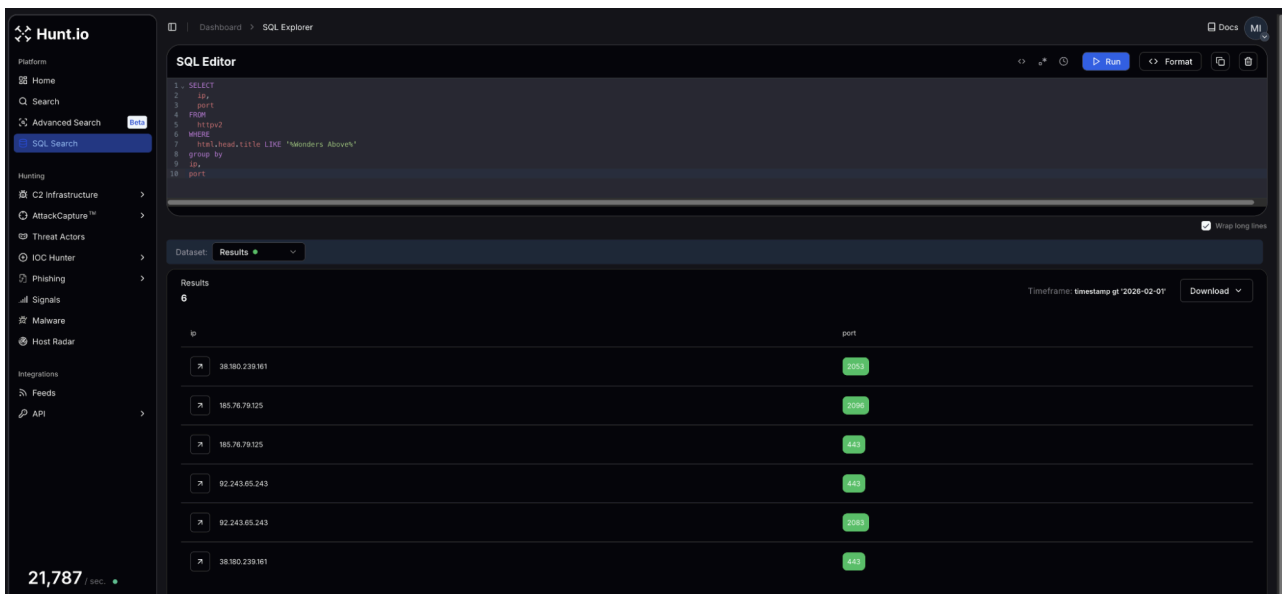 Hunt.io
Dashboard > SQL Explorer
Docs
MI
Platform
Home
Search
Advanced Search Beta
SQL Search
Hunting
C2 Infrastructure
AttackCapture™
Threat Actors
IOC Hunter
Phishing
Signals
Malware
Host Radar
Integrations
Feeds
API
21,787 / sec.
SQL Editor
Run
Format
1 SELECT
2 ip,
3 port
4 FROM
5 httpv2
6 WHERE
7 html.head.title LIKE '%Wonders Above%'
8 group by
9 ip,
10 port
Wrap long lines
Dataset: Results
Results
6
Timeframe: timestamp gt '2026-02-01'
Download
ip port
38.180.239.161 2053
185.76.79.125 2096
185.76.79.125 443
92.243.65.243 443
92.243.65.243 2083
38.180.239.161 443